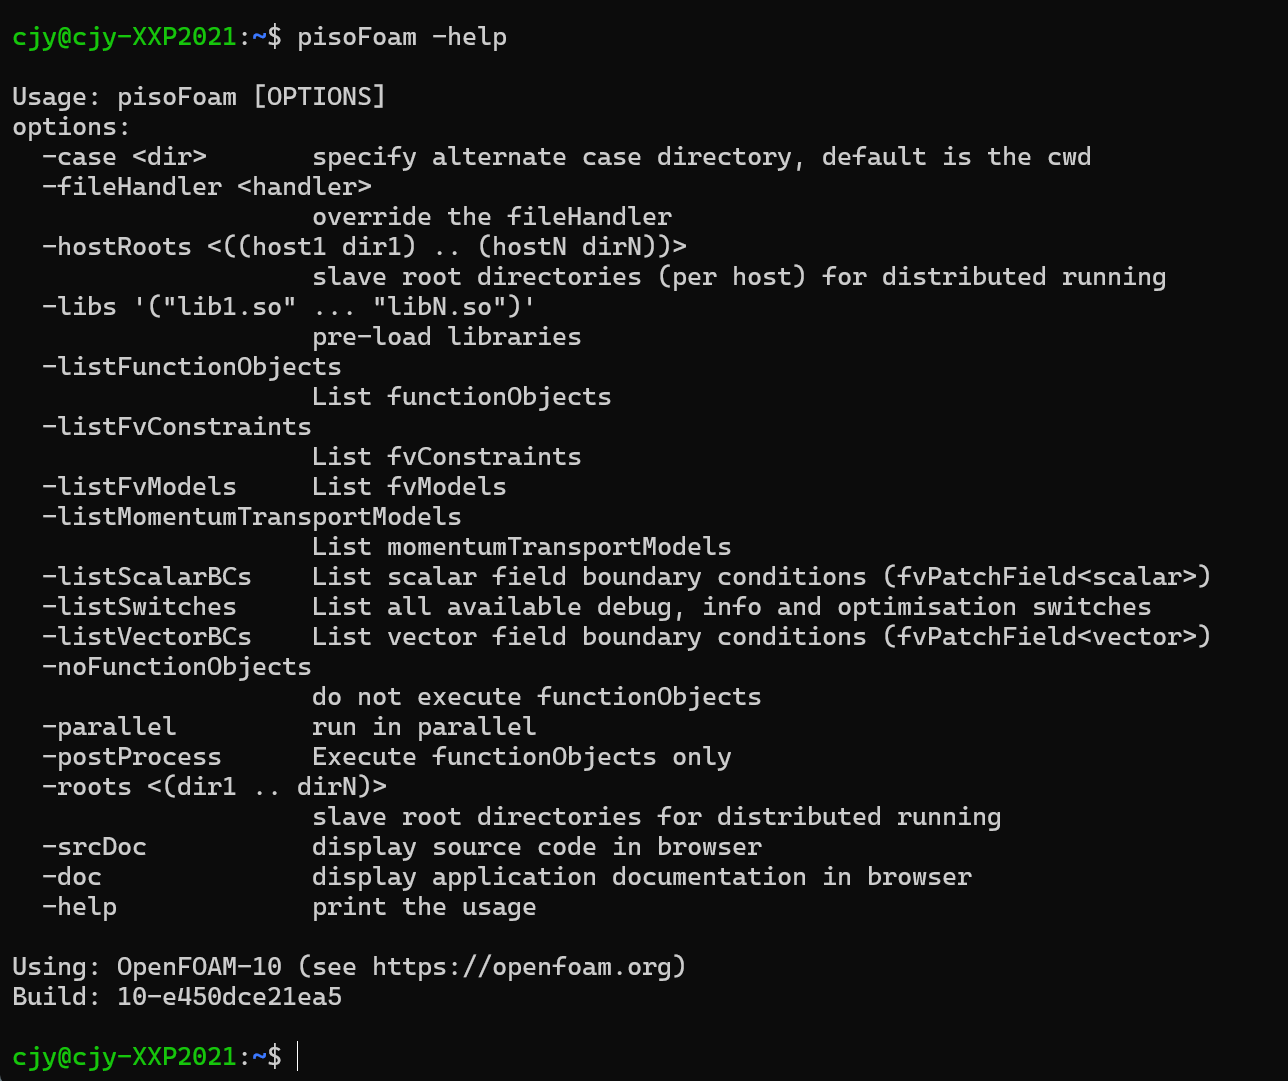 cjy@cjy-XXP2021:~$ pisoFoam -help
Usage: pisoFoam [OPTIONS]
options:
  -case <dir>       specify alternate case directory, default is the cwd
  -fileHandler <handler>
                    override the fileHandler
  -hostRoots <((host1 dir1) .. (hostN dirN))>
                    slave root directories (per host) for distributed running
  -libs '("lib1.so" ... "libN.so")'
                    pre-load libraries
  -listFunctionObjects
                    List functionObjects
  -listFvConstraints
                    List fvConstraints
  -listFvModels     List fvModels
  -listMomentumTransportModels
                    List momentumTransportModels
  -listScalarBCs    List scalar field boundary conditions (fvPatchField<scalar>)
  -listSwitches     List all available debug, info and optimisation switches
  -listVectorBCs    List vector field boundary conditions (fvPatchField<vector>)
  -noFunctionObjects
                    do not execute functionObjects
  -parallel         run in parallel
  -postProcess      Execute functionObjects only
  -roots <(dir1 .. dirN)>
                    slave root directories for distributed running
  -srcDoc           display source code in browser
  -doc              display application documentation in browser
  -help             print the usage
Using: OpenFOAM-10 (see https://openfoam.org)
Build: 10-e450dce21ea5
cjy@cjy-XXP2021:~$